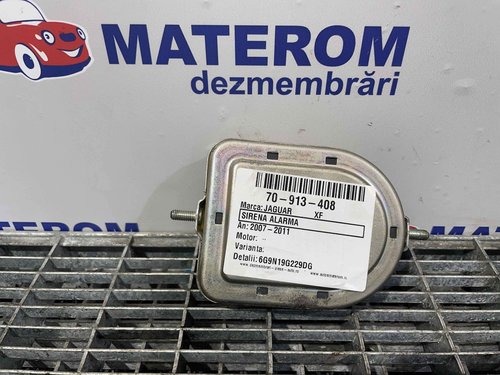 MATEROM
dezmembrări
70-913-408
Marca: JAGUAR XF
SIRENA ALARMA
An: 2007-2011
Motor: --
Varianta:
Detalii: 6G9N19G229DG